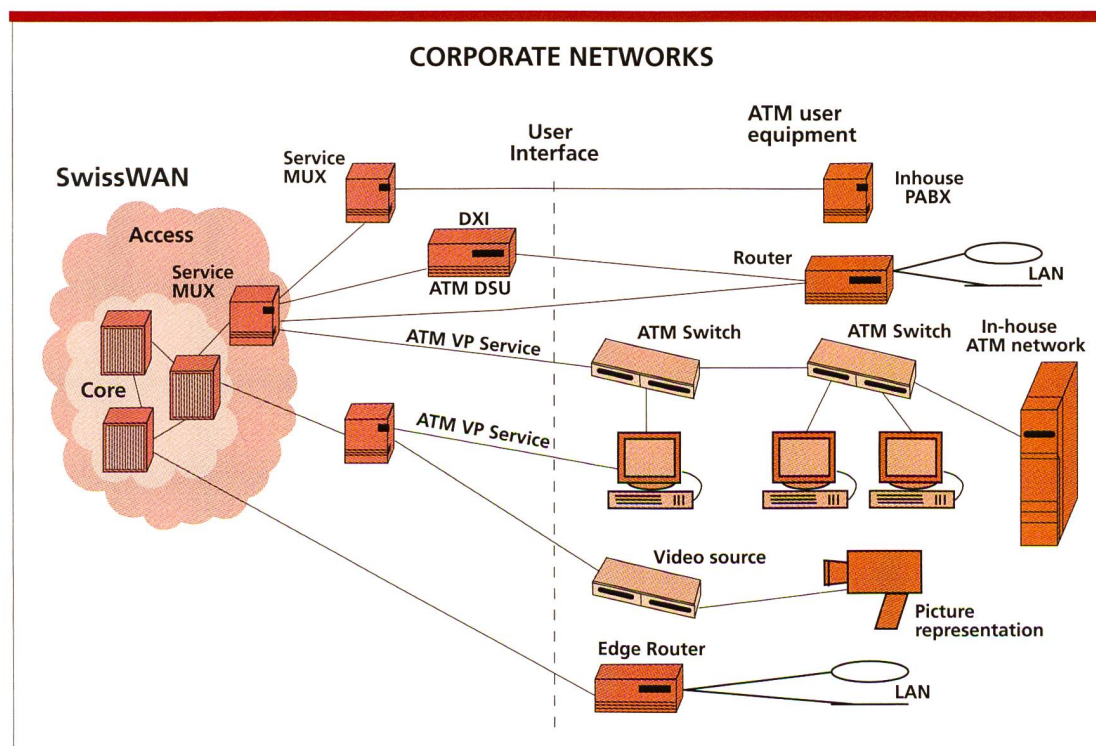 CORPORATE NETWORKS
SwissWAN
Access
Service
MUX
Core
Service
MUX
User
Interface
ATM user
equipment
Inhouse
PABX
DXI
ATM DSU
Router
LAN
ATM VP Service
ATM Switch
ATM Switch
In-house
ATM network
ATM VP Service
Video source
Picture
representation
Edge Router
LAN